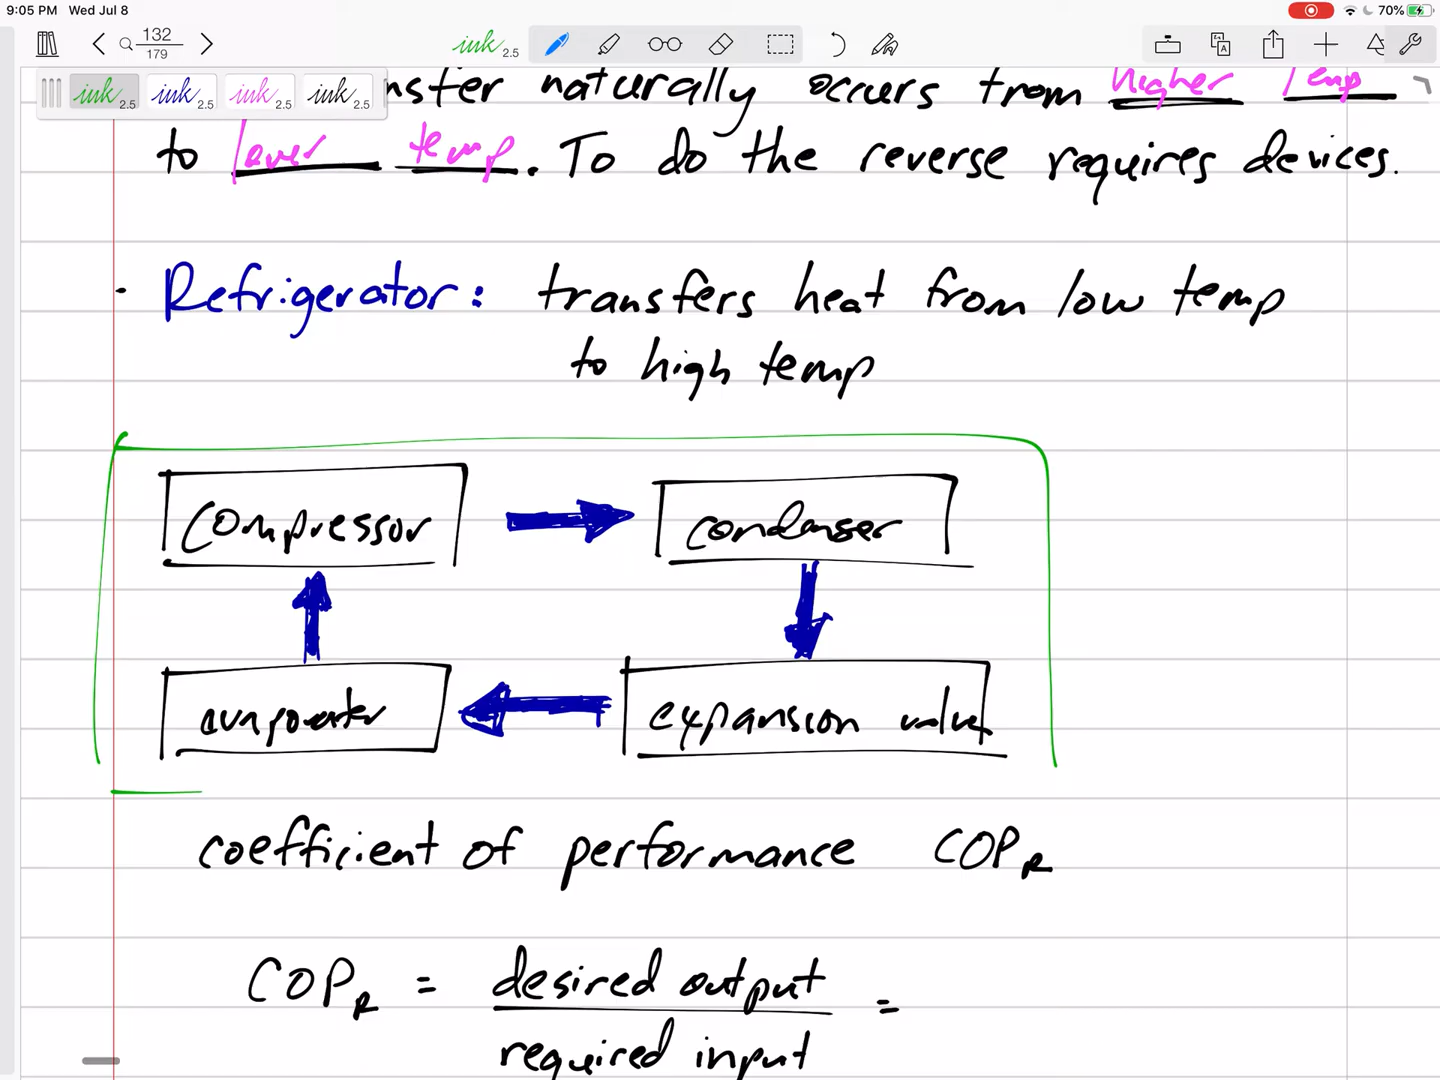 9:05 PM Wed Jul 8
70%
132
179
ink 2.5
ink 2.5 ink 2.5 ink 2.5 ink 2.5
nsfer naturally occurs from higher temp
to lower temp. To do the reverse requires devices.
· Refrigerator: transfers heat from low temp
to high temp
compressor
condenser
evaporator
expansion valve
coefficient of performance COP_R
COP_R = desired output =
required input